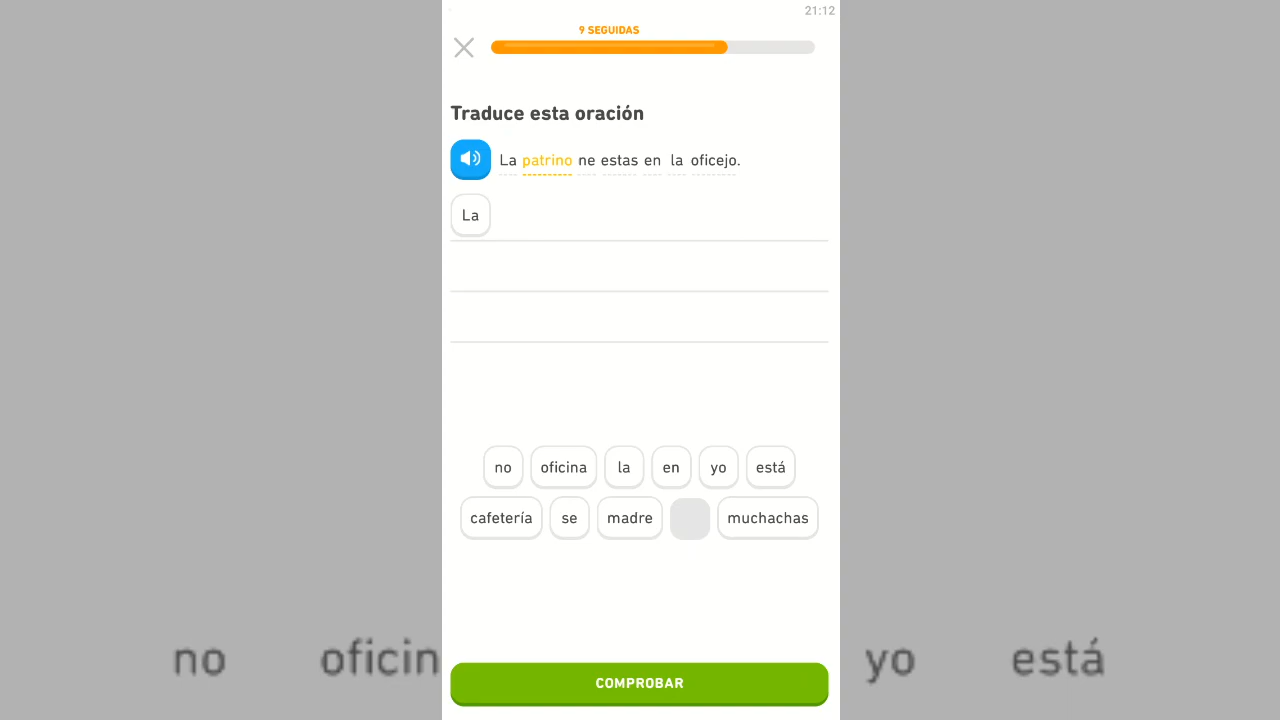 21:12
9 SEGUIDAS
Traduce esta oración
La patrino ne estas en la oficejo.
La
no oficina la en yo está
cafetería se madre muchachas
no oficin yo está
COMPROBAR